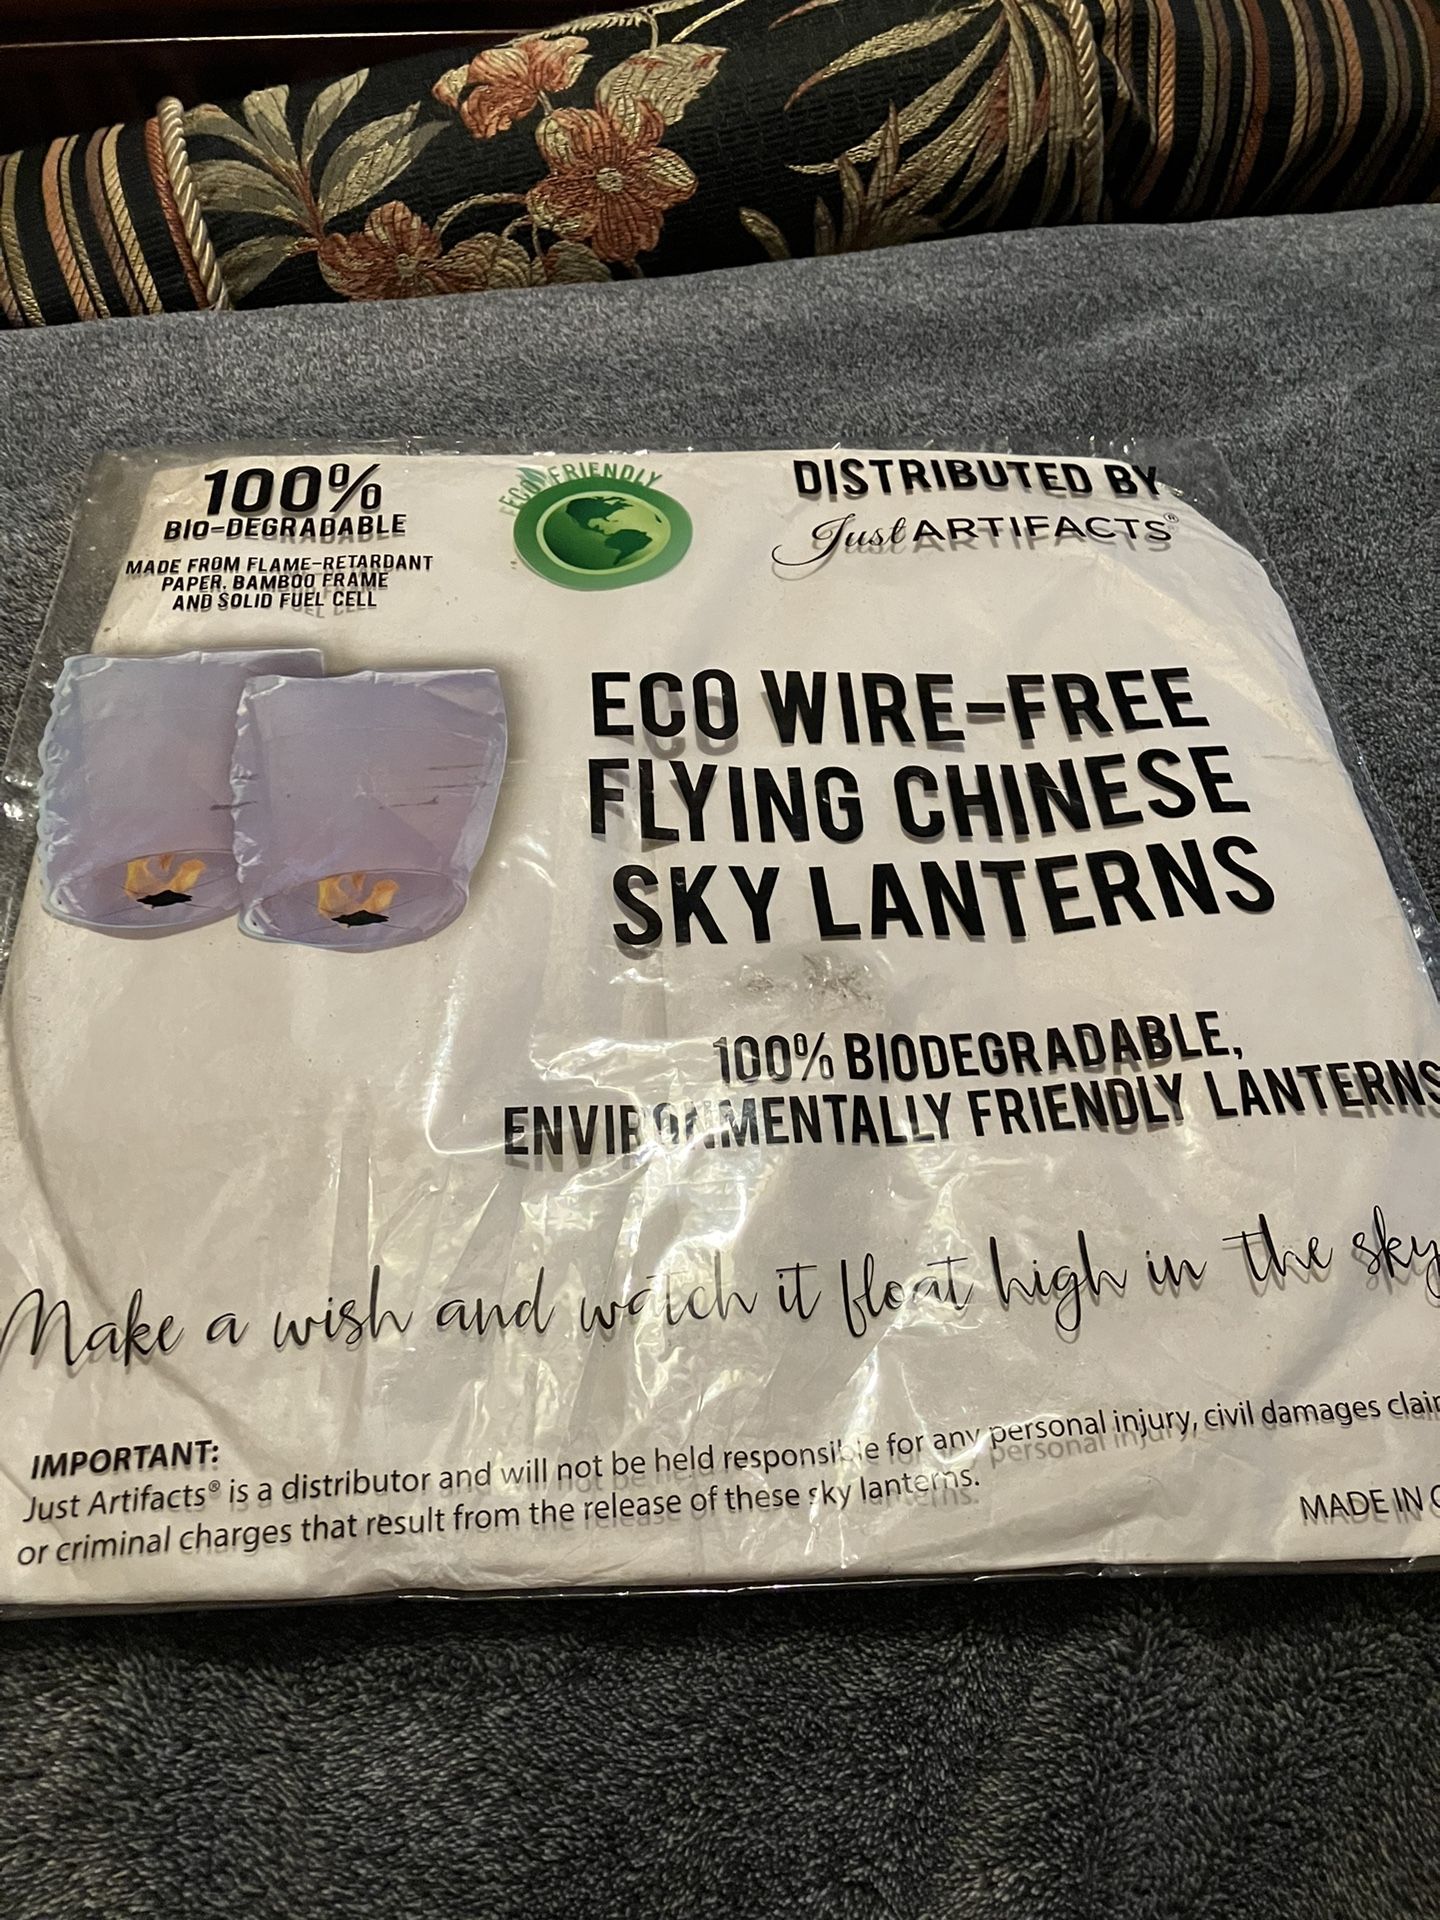 100%
BIO-DEGRADABLE
MADE FROM FLAME-RETARDANT
PAPER, BAMBOO FRAME
AND SOLID FUEL CELL
ECO FRIENDLY
DISTRIBUTED BY
Just ARTIFACTS®
ECO WIRE-FREE
FLYING CHINESE
SKY LANTERNS
100% BIODEGRADABLE,
ENVIRONMENTALLY FRIENDLY LANTERNS
Make a wish and watch it float high in the sky
IMPORTANT:
Just Artifacts® is a distributor and will not be held responsible for any personal injury, civil damages
or criminal charges that result from the release of these sky lanterns.
MADE IN